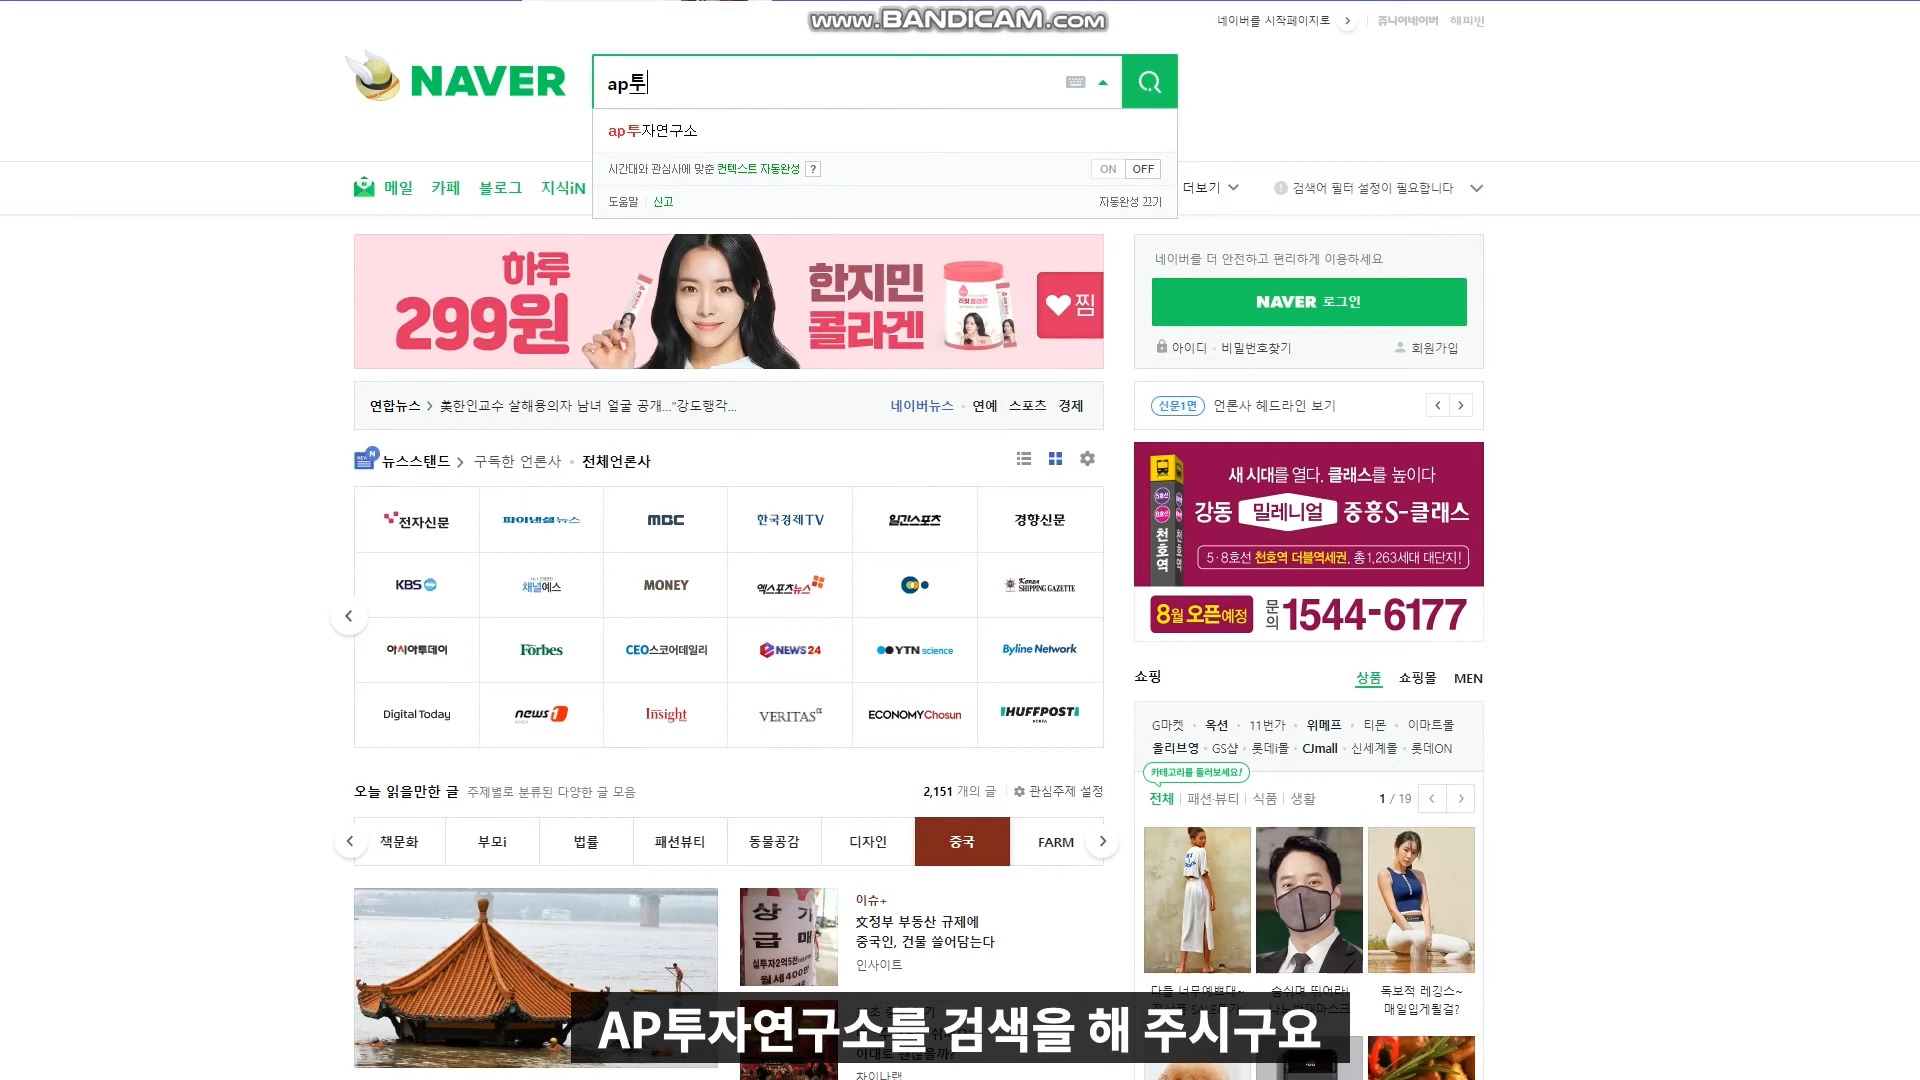 www.BANDICAM.com
네이버를 시작페이지로
쥬니어네이버 해피빈
NAVER
ap투
ap투자연구소
시간대와 관심사에 맞춘 컨텍스트 자동완성 ?
ON OFF
도움말 신고
자동완성 끄기
메일 카페 블로그 지식iN
더보기
검색어 필터 설정이 필요합니다
하루
299원
한지민
콜라겐
찜
네이버를 더 안전하고 편리하게 이용하세요
NAVER 로그인
아이디 · 비밀번호찾기
회원가입
연합뉴스 > 美한인교수 살해용의자 남녀 얼굴 공개..."강도행각...
네이버뉴스 · 연예 스포츠 경제
신문1면 언론사 헤드라인 보기
뉴스스탠드 > 구독한 언론사 · 전체언론사
전자신문 파이낸셜뉴스 MBC 한국경제TV 일간스포츠 경향신문
KBS 채널예스 MONEY 엑스포츠뉴스 KOREA SHIPPING GAZETTE
아시아투데이 Forbes CEO스코어데일리 eNEWS24 YTN science Byline Network
Digital Today news1 Insight VERITAS α ECONOMYChosun HUFFPOST KOREA
새 시대를 열다. 클래스를 높이다
강동 밀레니얼 중흥S-클래스
5·8호선 천호역 더블역세권, 총1,263세대 대단지!
천호역
8월 오픈예정 문의 1544-6177
쇼핑
상품 쇼핑몰 MEN
G마켓 · 옥션 · 11번가 · 위메프 · 티몬 · 이마트몰
올리브영 · GS샵 · 롯데i몰 · CJmall · 신세계몰 · 롯데ON
카테고리를 둘러보세요!
전체 패션·뷰티 식품 생활
1 / 19
오늘 읽을만한 글 주제별로 분류된 다양한 글 모음
2,151 개의 글
관심주제 설정
책문화 부모i 법률 패션뷰티 동물공감 디자인 중국 FARM
상가
급매
월세400만
이슈+
文정부 부동산 규제에
중국인, 건물 쓸어담는다
인사이트
독보적 레깅스~
매일입게될걸?
AP투자연구소를 검색을 해 주시구요
차이나랩